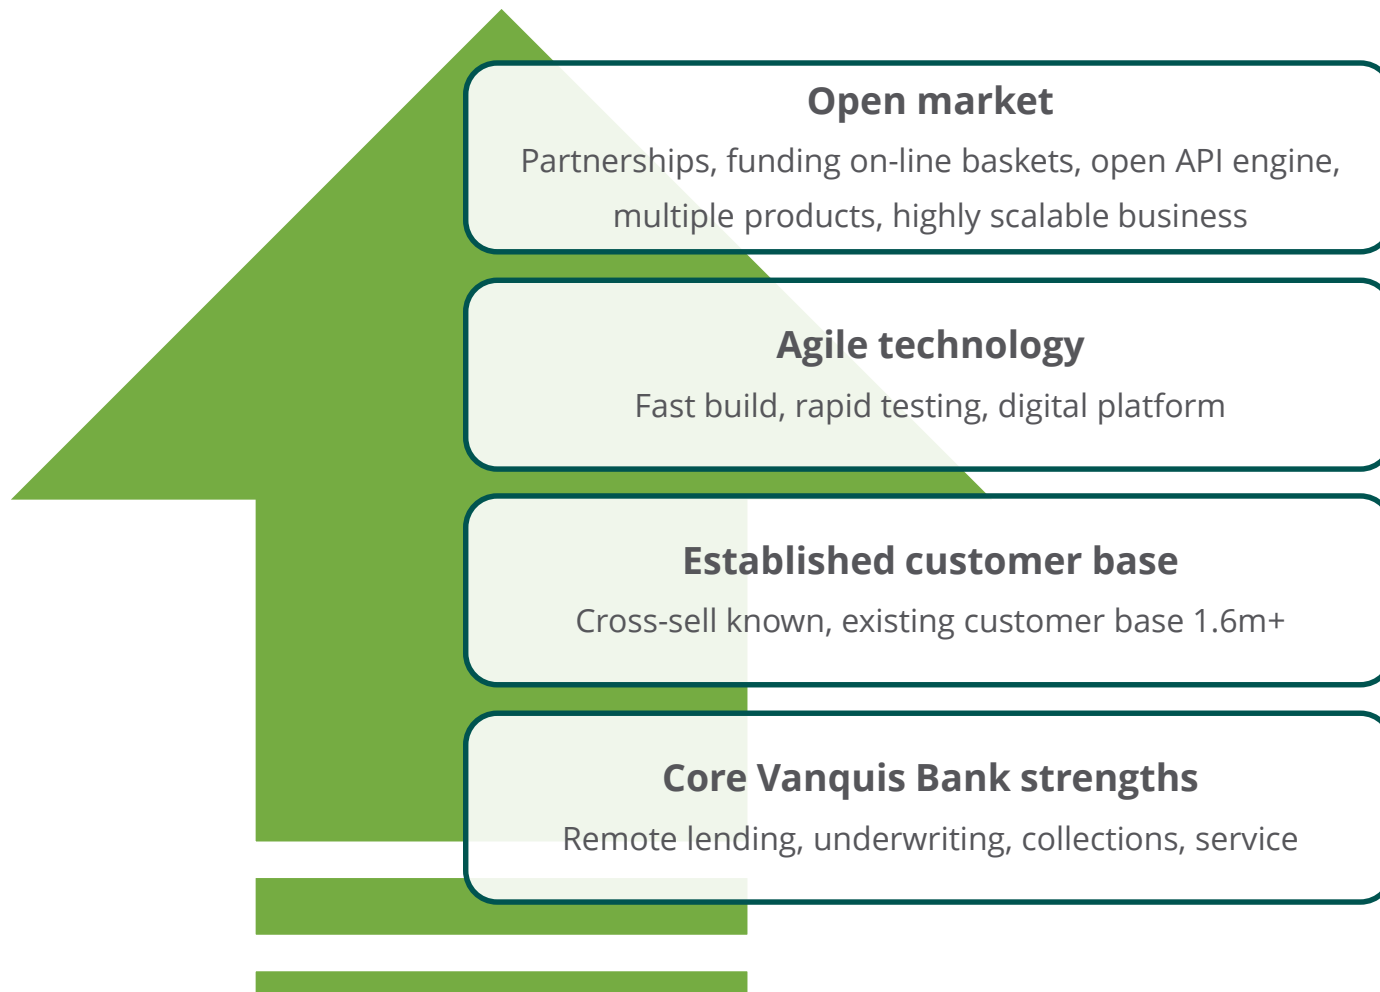 Open market
Partnerships, funding on-line baskets, open API engine,
multiple products, highly scalable business
Agile technology
Fast build, rapid testing, digital platform
Established customer base
Cross-sell known, existing customer base 1.6m+
Core Vanquis Bank strengths
Remote lending, underwriting, collections, service